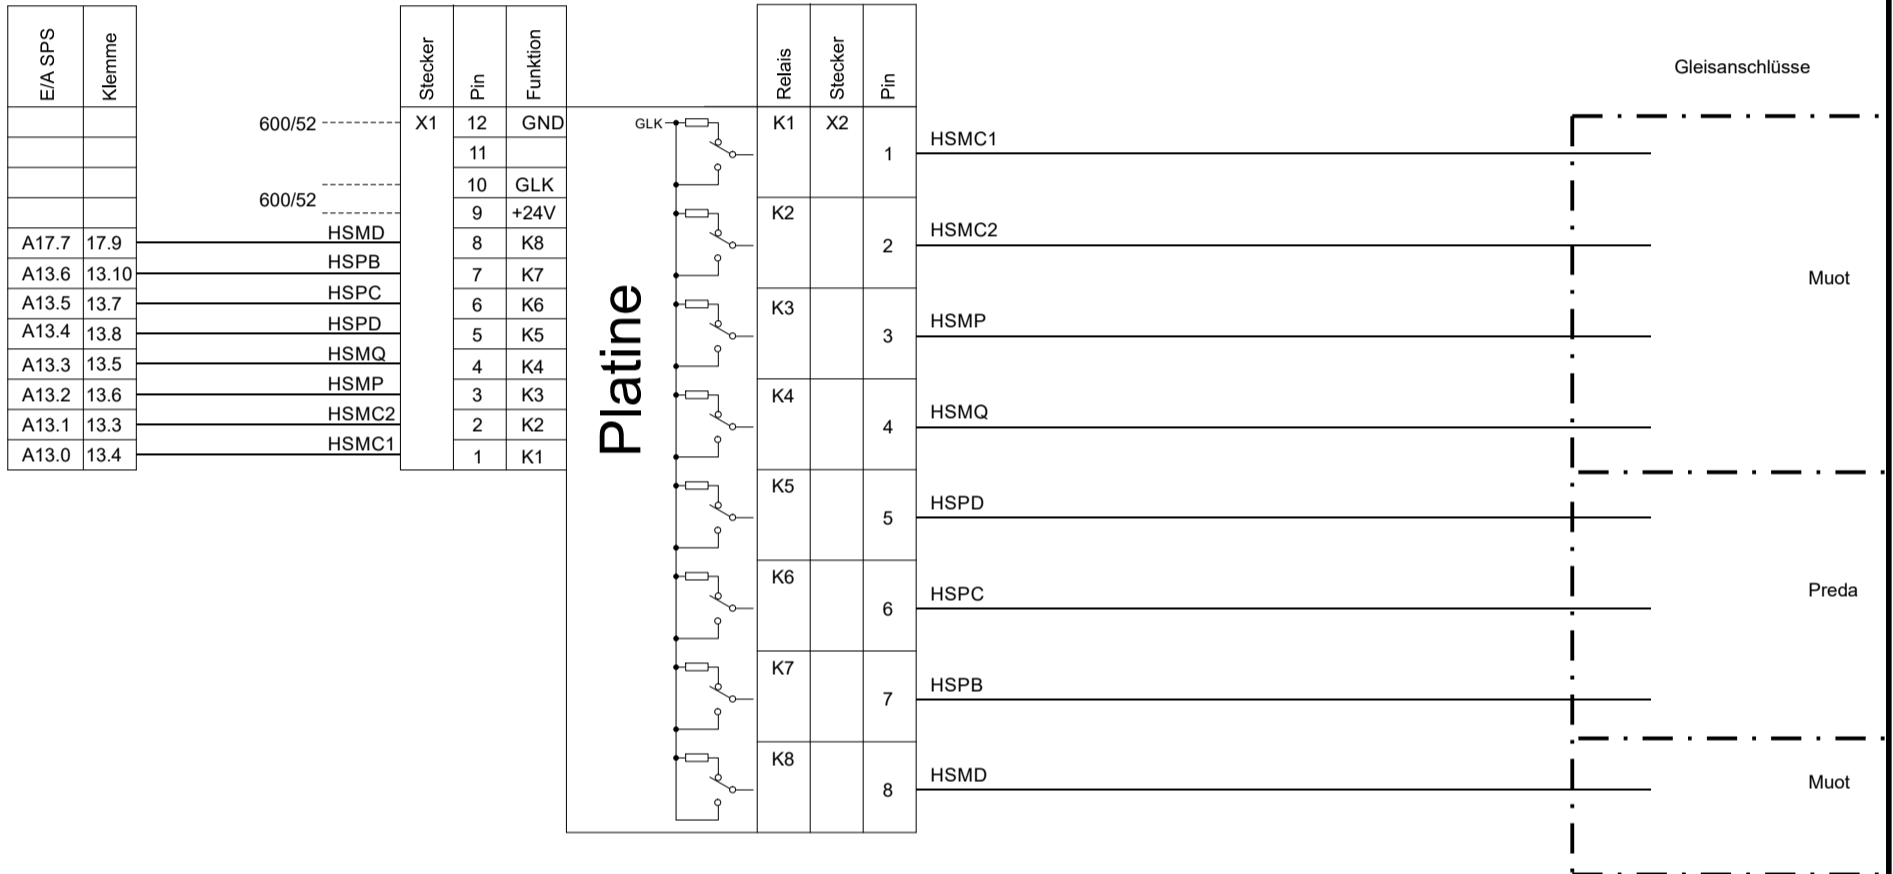 E/A SPS Klemme Stecker Pin Funktion Relais Stecker Pin
Gleisanschlüsse
600/52 X1 12 GND GLK K1 X2
11 1 HSMC1
10 GLK
600/52 9 +24V K2
A17.7 17.9 HSMD 8 K8 2 HSMC2
A13.6 13.10 HSPB 7 K7 Muot
A13.5 13.7 HSPC 6 K6 K3
A13.4 13.8 HSPD 5 K5 3 HSMP
A13.3 13.5 HSMQ 4 K4
A13.2 13.6 HSMP 3 K3 K4
A13.1 13.3 HSMC2 2 K2 4 HSMQ
A13.0 13.4 HSMC1 1 K1
Platine
K5
5 HSPD
K6
6 HSPC Preda
K7
7 HSPB
K8
8 HSMD Muot